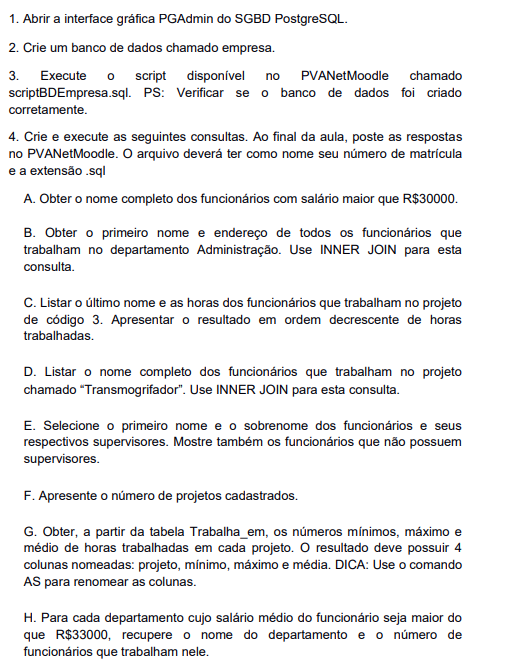 1. Abrir a interface gráfica PGAdmin do SGBD PostgreSQL.
2. Crie um banco de dados chamado empresa.
3. Execute o script disponível no PVANetMoodle chamado
scriptBDEmpresa.sql. PS: Verificar se o banco de dados foi criado
corretamente.
4. Crie e execute as seguintes consultas. Ao final da aula, poste as respostas
no PVANetMoodle. O arquivo deverá ter como nome seu número de matrícula
e a extensão .sql
A. Obter o nome completo dos funcionários com salário maior que R$30000.
B. Obter o primeiro nome e endereço de todos os funcionários que
trabalham no departamento Administração. Use INNER JOIN para esta
consulta.
C. Listar o último nome e as horas dos funcionários que trabalham no projeto
de código 3. Apresentar o resultado em ordem decrescente de horas
trabalhadas.
D. Listar o nome completo dos funcionários que trabalham no projeto
chamado “Transmogrifador”. Use INNER JOIN para esta consulta.
E. Selecione o primeiro nome e o sobrenome dos funcionários e seus
respectivos supervisores. Mostre também os funcionários que não possuem
supervisores.
F. Apresente o número de projetos cadastrados.
G. Obter, a partir da tabela Trabalha_em, os números mínimos, máximo e
médio de horas trabalhadas em cada projeto. O resultado deve possuir 4
colunas nomeadas: projeto, mínimo, máximo e média. DICA: Use o comando
AS para renomear as colunas.
H. Para cada departamento cujo salário médio do funcionário seja maior do
que R$33000, recupere o nome do departamento e o número de
funcionários que trabalham nele.